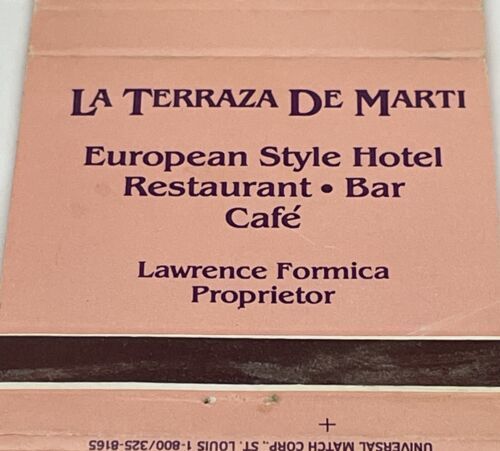 LA TERRAZA DE MARTI
European Style Hotel
Restaurant • Bar
Café
Lawrence Formica
Proprietor
UNIVERSAL MATCH CORP., ST. LOUIS 1-800/325-8165